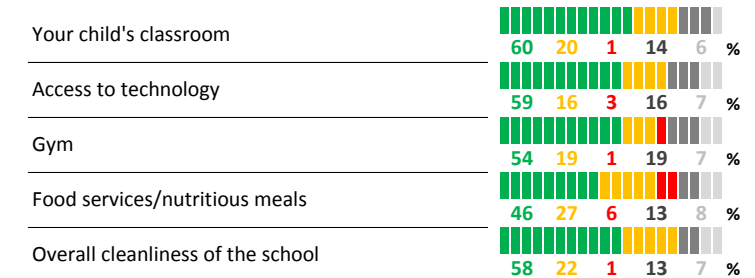 Your child's classroom
60 20 1 14 6 %
Access to technology
59 16 3 16 7 %
Gym
54 19 1 19 7 %
Food services/nutritious meals
46 27 6 13 8 %
Overall cleanliness of the school
58 22 1 13 7 %